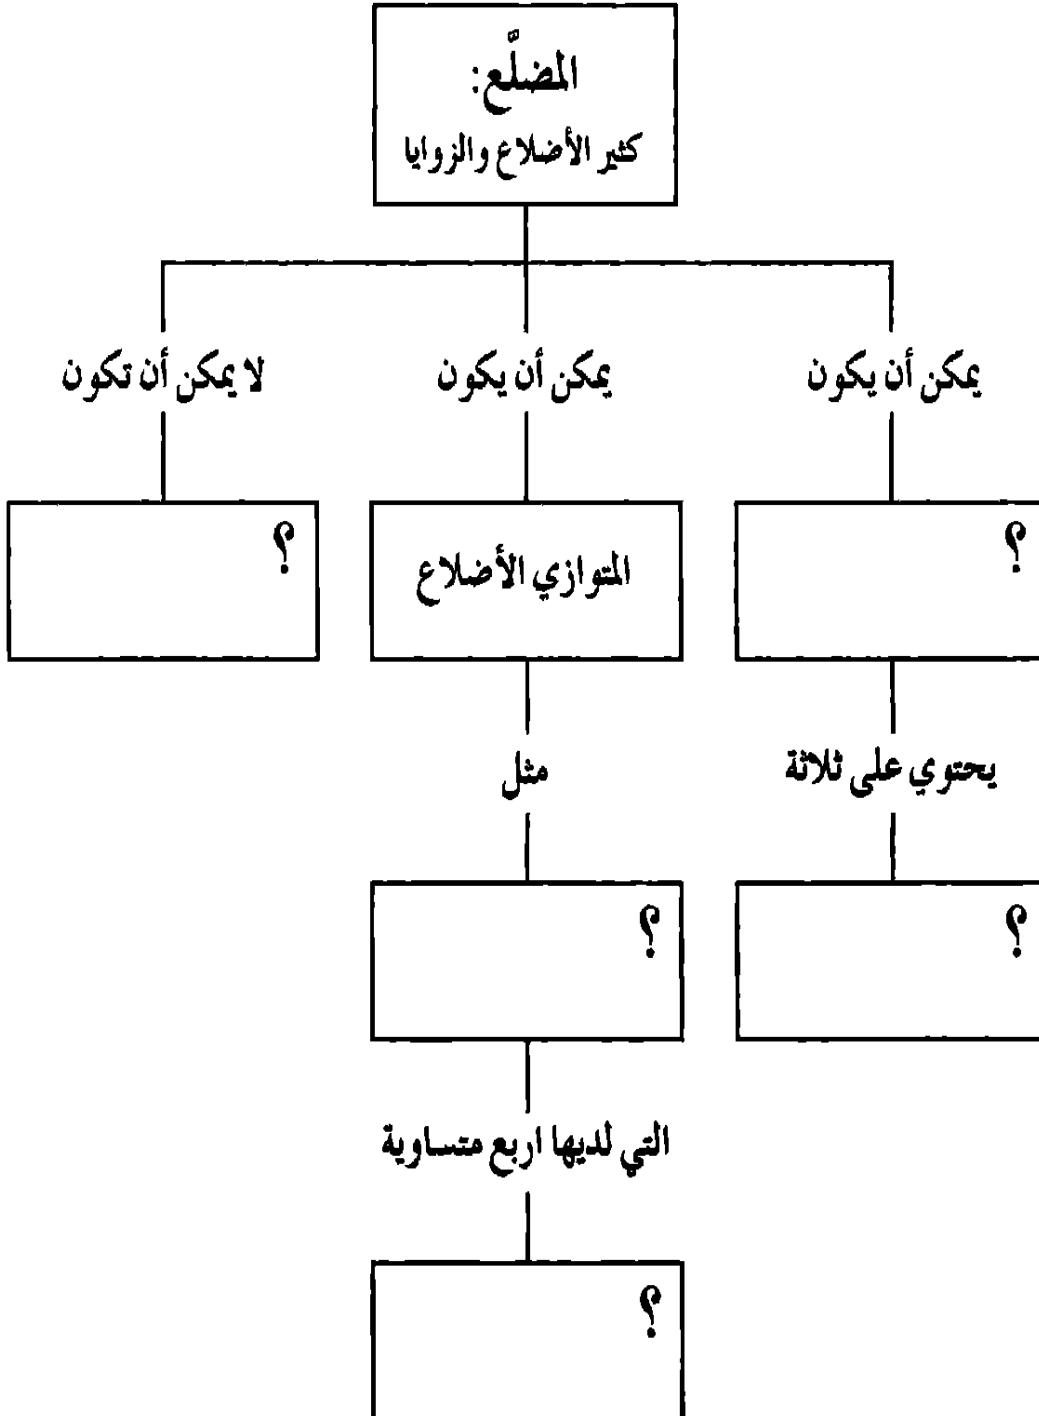 المضلَّع:
كثير الأضلاع والزوايا
يمكن أن يكون
يمكن أن يكون
لا يمكن أن تكون
؟
المتوازي الأضلاع
؟
يحتوي على ثلاثة
مثل
؟
؟
التي لديها اربع متساوية
؟